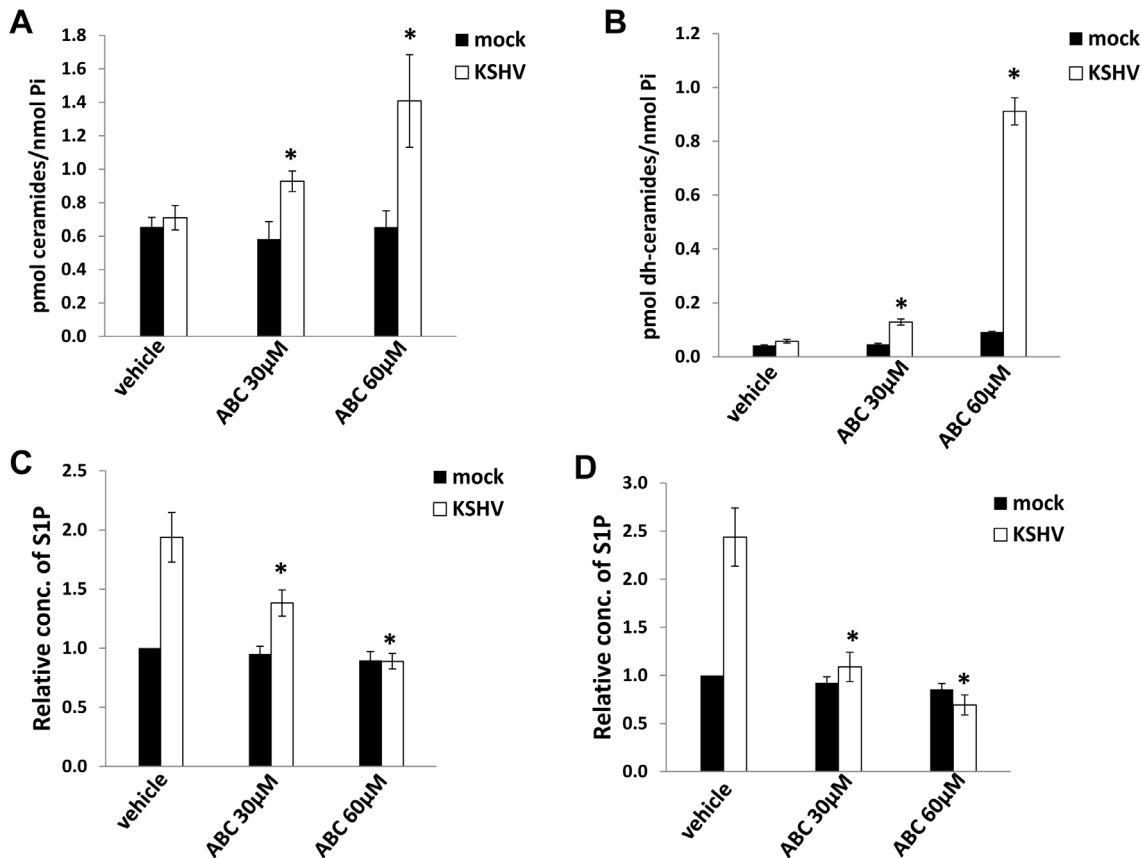 A
pmol ceramides/nmol Pi
1.8
1.6
1.4
1.2
1.0
0.8
0.6
0.4
0.2
0.0
*
*
mock
KSHV
vehicle
ABC 30μM
ABC 60μM
B
pmol dh-ceramides/nmol Pi
1.2
1.0
0.8
0.6
0.4
0.2
0.0
*
*
mock
KSHV
vehicle
ABC 30μM
ABC 60μM
C
Relative conc. of S1P
2.5
2.0
1.5
1.0
0.5
0.0
*
*
mock
KSHV
vehicle
ABC 30μM
ABC 60μM
D
Relative conc. of S1P
3.0
2.5
2.0
1.5
1.0
0.5
0.0
*
*
mock
KSHV
vehicle
ABC 30μM
ABC 60μM